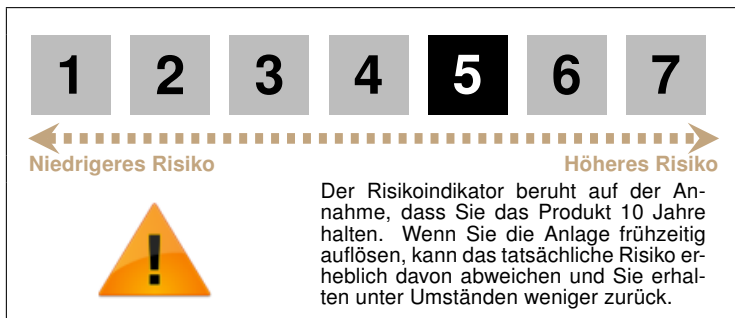 1 2 3 4 5 6 7
Niedrigeres Risiko Höheres Risiko
Der Risikoindikator beruht auf der An-
nahme, dass Sie das Produkt 10 Jahre
halten. Wenn Sie die Anlage frühzeitig
auflösen, kann das tatsächliche Risiko er-
heblich davon abweichen und Sie erhal-
ten unter Umständen weniger zurück.